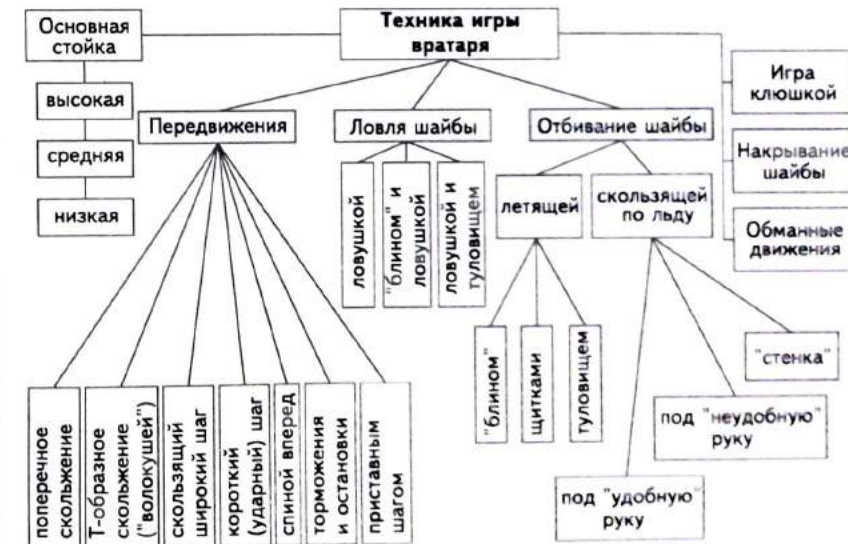 Техника игры
вратаря
Основная
стойка
высокая
средняя
низкая
Передвижения
поперечное
скольжение
Т-образное
скольжение
("волокушей")
скользящий
широкий шаг
короткий
(ударный) шаг
спиной вперед
торможения
и остановки
приставным
шагом
Ловля шайбы
ловушкой
"блином" и
ловушкой
ловушкой и
туловищем
Отбивание шайбы
летящей
"блином"
щитками
туловищем
скользящей
по льду
под "удобную"
руку
под "неудобную"
руку
"стенка"
Игра
клюшкой
Накрывание
шайбы
Обманные
движения